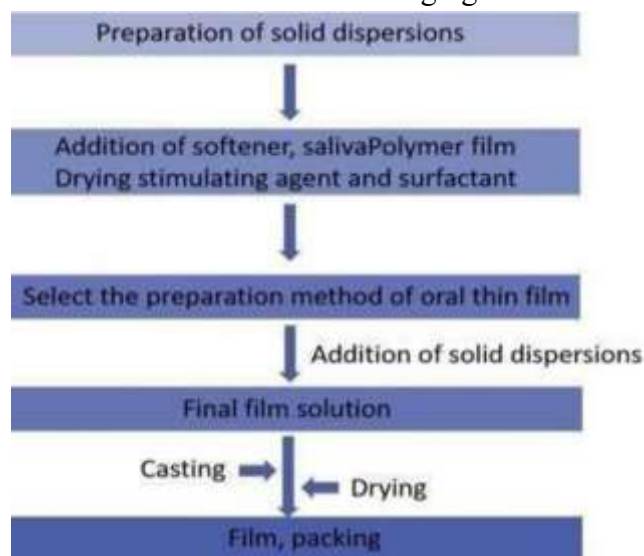 Preparation of solid dispersions
Addition of softener, salivaPolymer film
Drying stimulating agent and surfactant
Select the preparation method of oral thin film
Addition of solid dispersions
Final film solution
Casting
Drying
Film, packing